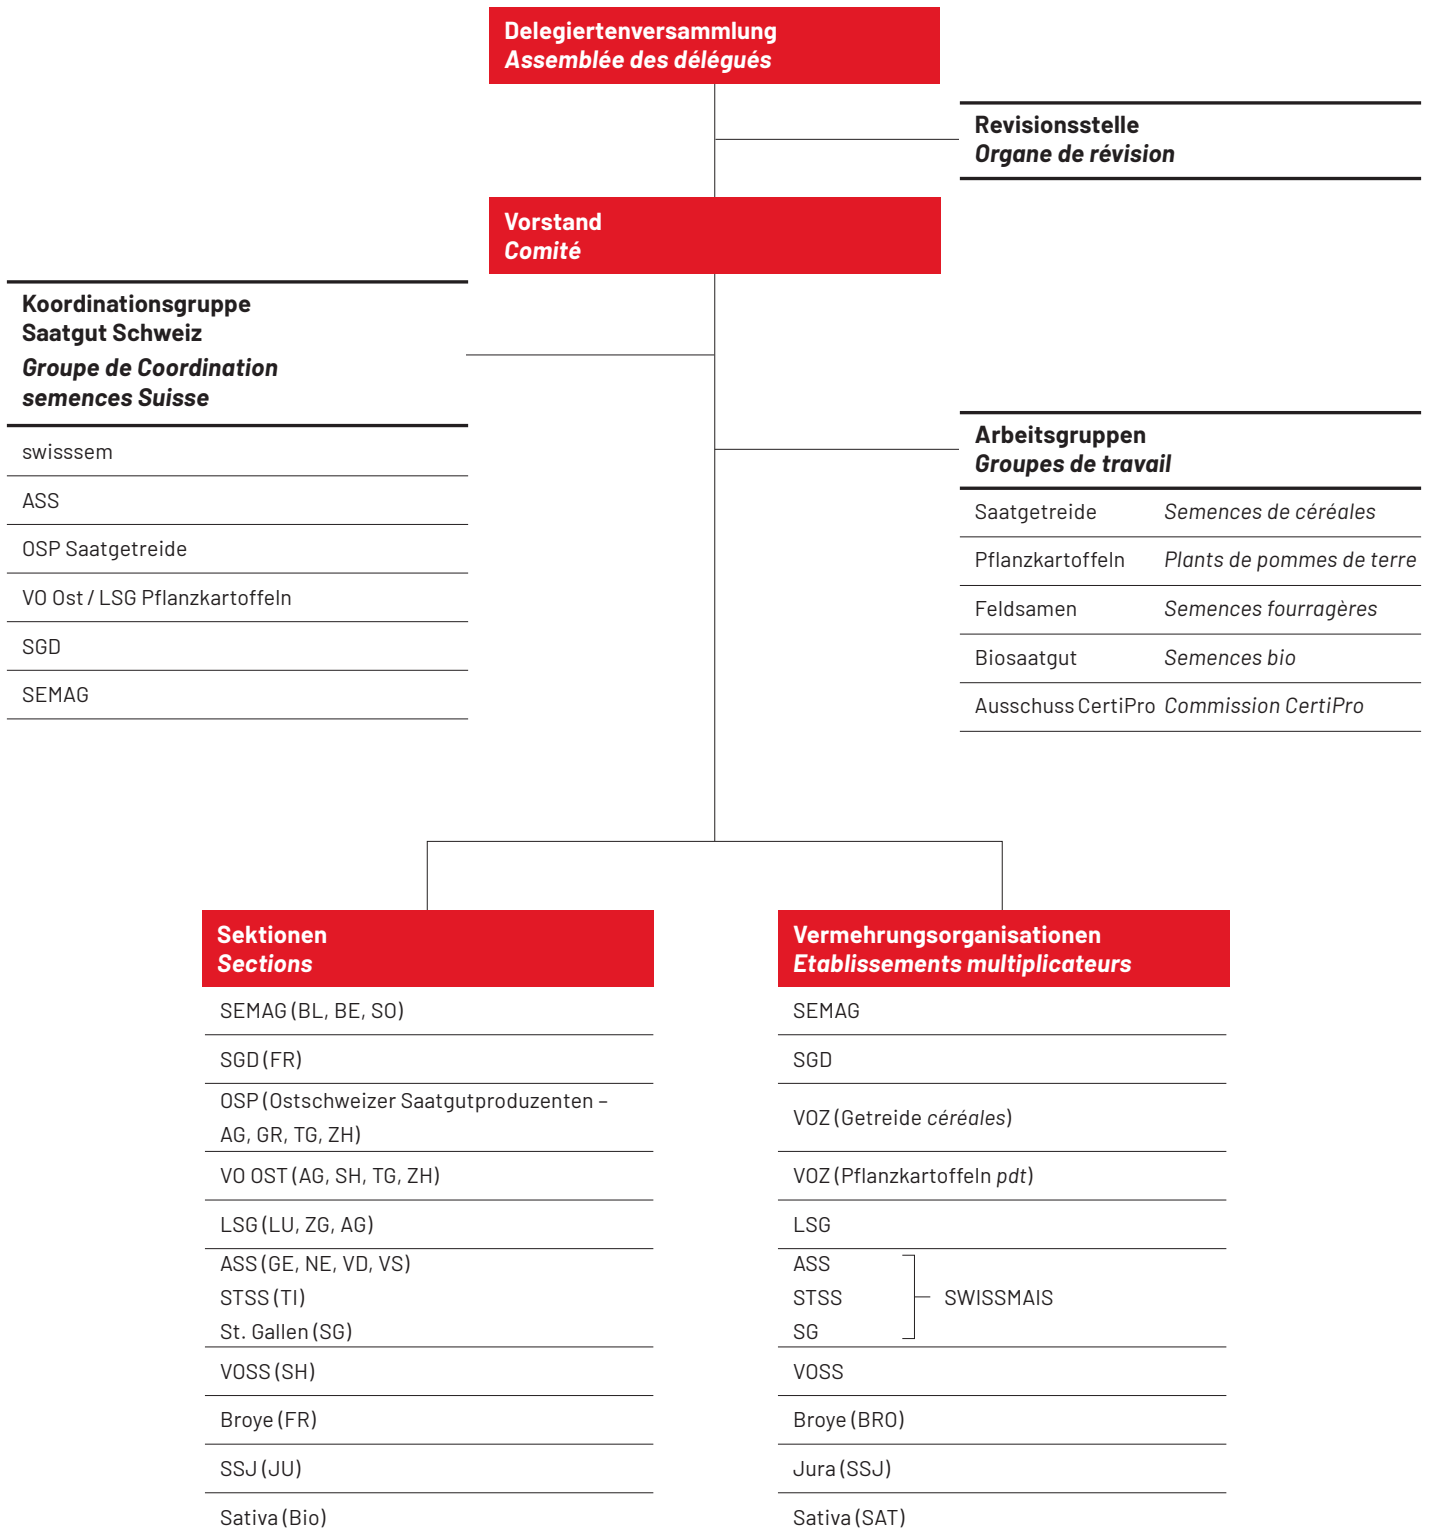 Delegiertenversammlung
Assemblée des délégués
Revisionsstelle
Organe de révision
Vorstand
Comité
Koordinationsgruppe
Saatgut Schweiz
Groupe de Coordination
semences Suisse
swisssem
ASS
OSP Saatgetreide
VO Ost / LSG Pflanzkartoffeln
SGD
SEMAG
Arbeitsgruppen
Groupes de travail
Saatgetreide Semences de céréales
Pflanzkartoffeln Plants de pommes de terre
Feldsamen Semences fourragères
Biosaatgut Semences bio
Ausschuss CertiPro Commission CertiPro
Sektionen
Sections
SEMAG (BL, BE, SO)
SGD (FR)
OSP (Ostschweizer Saatgutproduzenten –
AG, GR, TG, ZH)
VO OST (AG, SH, TG, ZH)
LSG (LU, ZG, AG)
ASS (GE, NE, VD, VS)
STSS (TI)
St. Gallen (SG)
VOSS (SH)
Broye (FR)
SSJ (JU)
Sativa (Bio)
Vermehrungsorganisationen
Etablissements multiplicateurs
SEMAG
SGD
VOZ (Getreide céréales)
VOZ (Pflanzkartoffeln pdt)
LSG
ASS
STSS
SG
SWISSMAIS
VOSS
Broye (BRO)
Jura (SSJ)
Sativa (SAT)